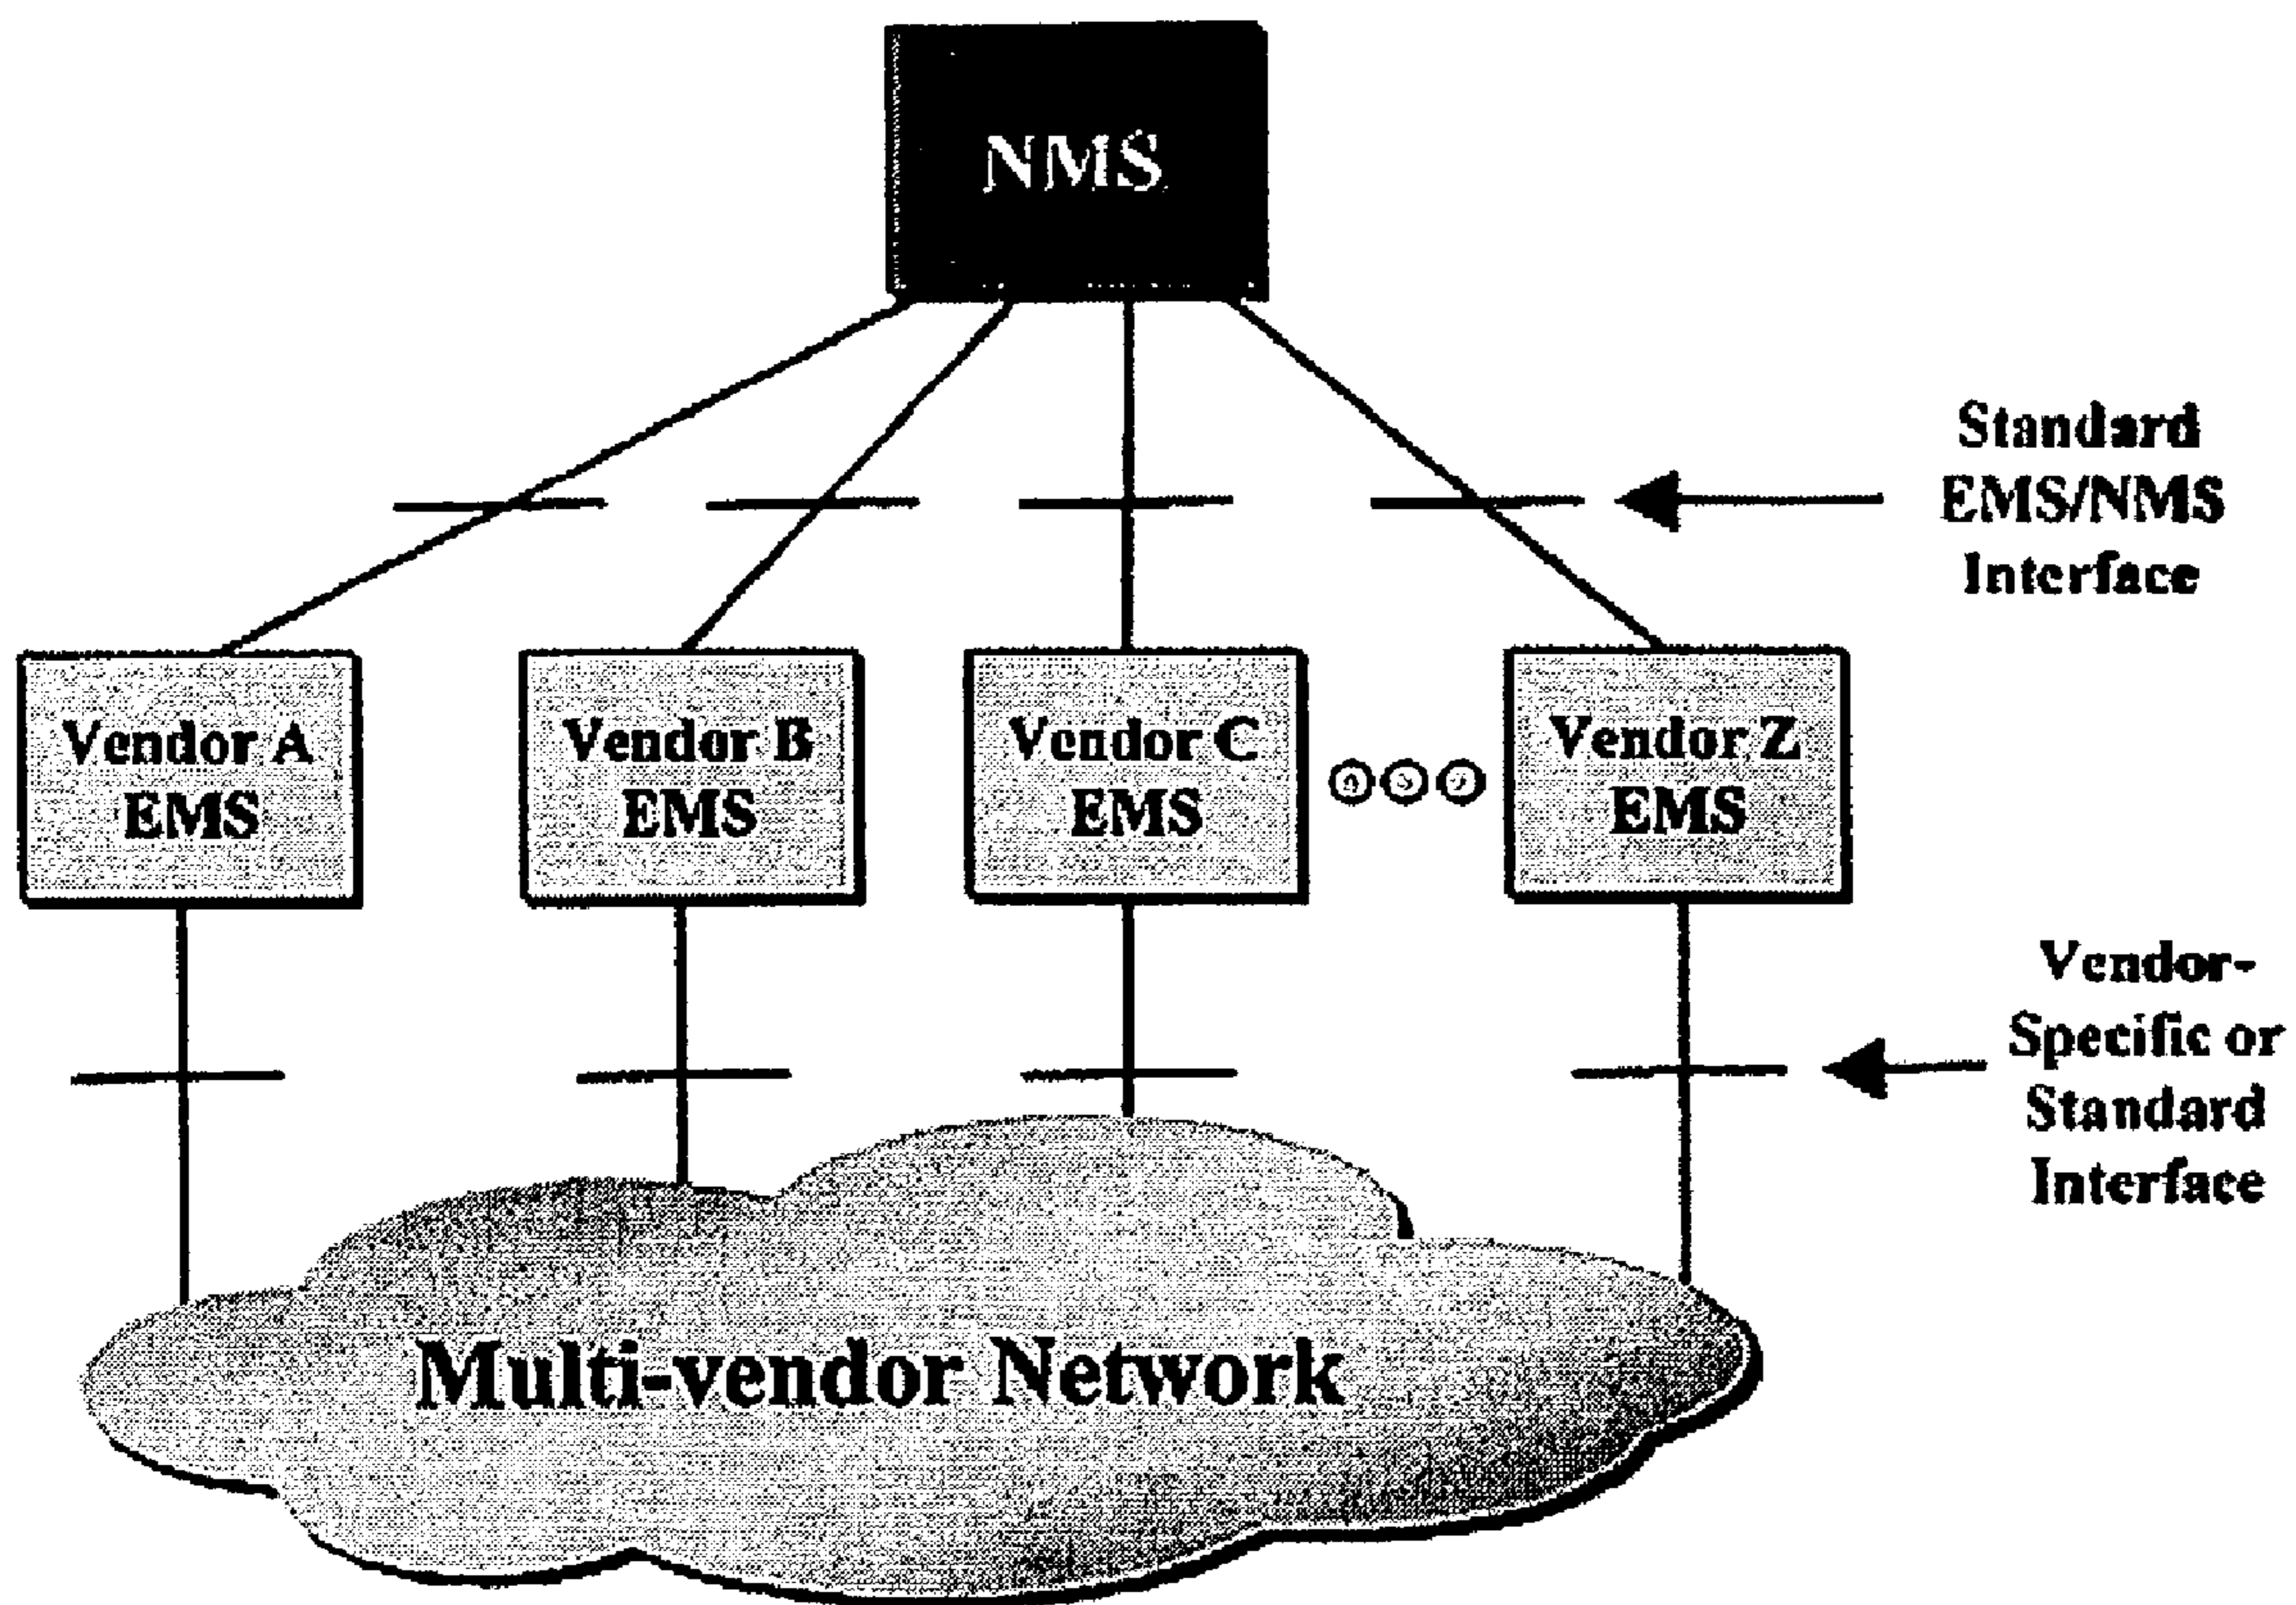 NMS
Standard
EMS/NMS
Interface
Vendor A
EMS
Vendor B
EMS
Vendor C
EMS
Vendor Z
EMS
Vendor-
Specific or
Standard
Interface
Multi-vendor Network